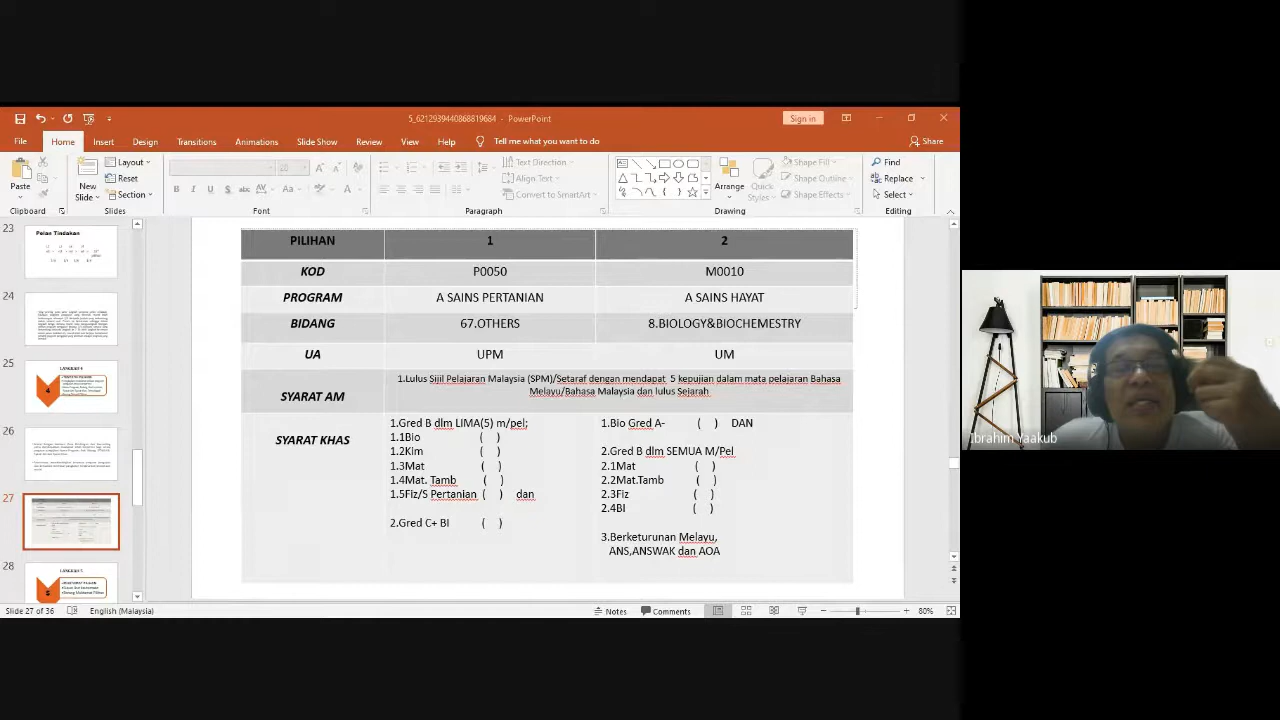 5_6212939440868819684 - PowerPoint
Sign in
File Home Insert Design Transitions Animations Slide Show Review View Help Tell me what you want to do Share
Paste
New Slide
Layout
Reset
Section
28
Text Direction
Align Text
Convert to SmartArt
Arrange
Quick Styles
Shape Fill
Shape Outline
Shape Effects
Find
Replace
Select
Clipboard Slides Font Paragraph Drawing Editing
23
Pelan Tindakan
24
25
LANGKAH 4
4
26
27
28
LANGKAH 5
5
PILIHAN 1 2
KOD P0050 M0010
PROGRAM A SAINS PERTANIAN A SAINS HAYAT
BIDANG 67.OTHERS 8.BIOLOGY&BIOCHEMESTRY
UA UPM UM
SYARAT AM
1.Lulus Sijil Pelajaran Malaysia (SPM)/Setaraf dengan mendapat 5 kepujian dalam mata pelajaran Bahasa
Melayu/Bahasa Malaysia dan lulus Sejarah
SYARAT KHAS
1.Gred B dlm LIMA(5) m/pel;
1.1Bio ( )
1.2Kim ( )
1.3Mat ( )
1.4Mat. Tamb ( )
1.5Fiz/S Pertanian ( ) dan
2.Gred C+ BI ( )
1.Bio Gred A- ( ) DAN
2.Gred B dlm SEMUA M/Pel
2.1Mat ( )
2.2Mat.Tamb ( )
2.3Fiz ( )
2.4BI ( )
3.Berketurunan Melayu,
ANS,ANSWAK dan AOA
Slide 27 of 36 English (Malaysia) Notes Comments 80%
Ibrahim Yaakub